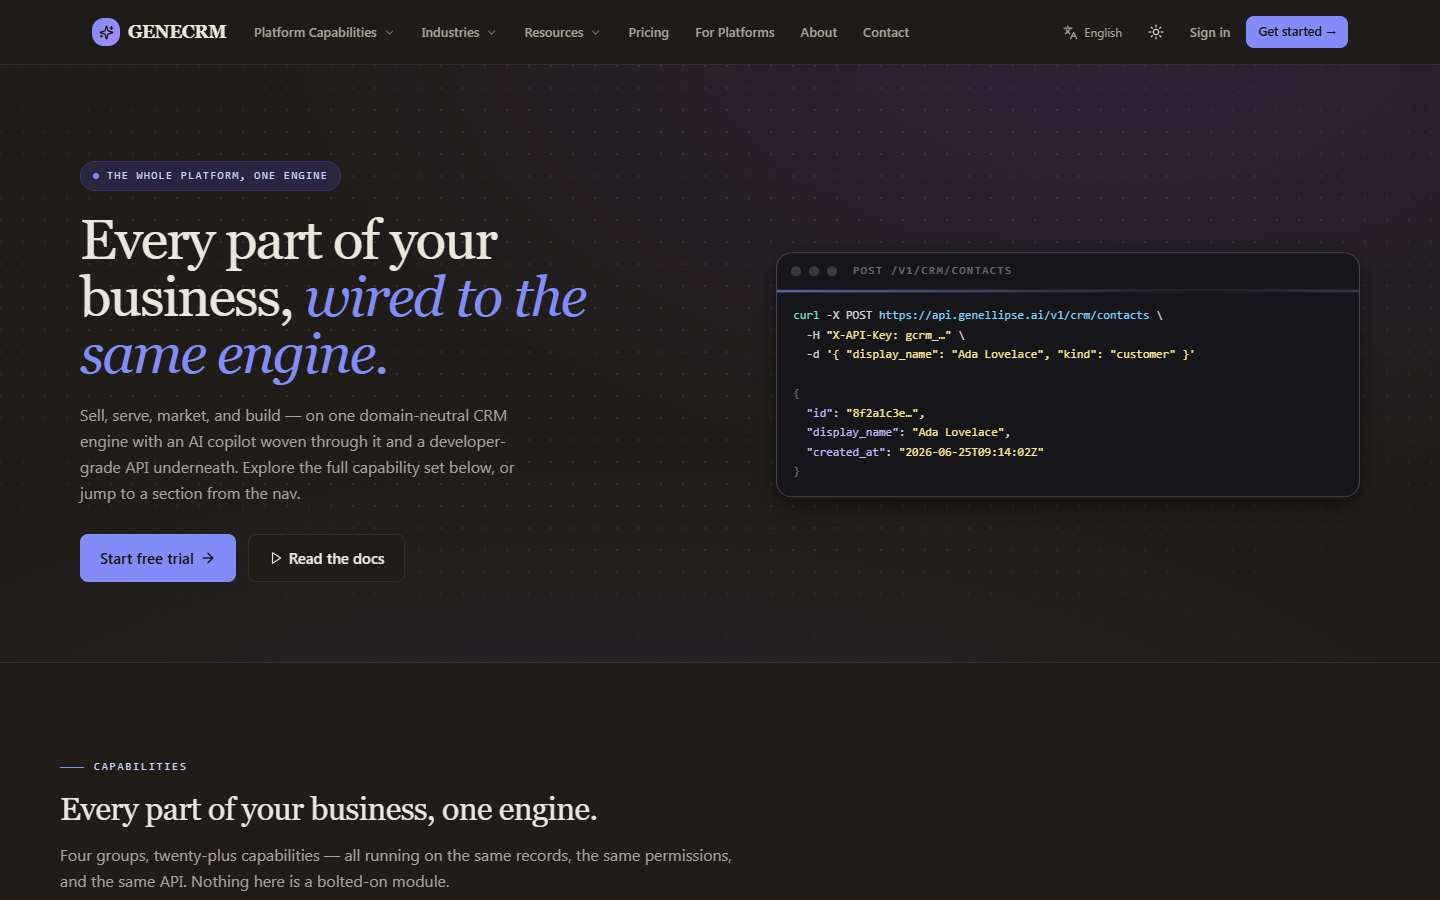 GENECRM
Platform Capabilities
Industries
Resources
Pricing
For Platforms
About
Contact
English
Sign in
Get started →
THE WHOLE PLATFORM, ONE ENGINE
Every part of your
business, wired to the
same engine.
Sell, serve, market, and build — on one domain-neutral CRM
engine with an AI copilot woven through it and a developer-
grade API underneath. Explore the full capability set below, or
jump to a section from the nav.
Start free trial →
Read the docs
POST /V1/CRM/CONTACTS
curl -X POST https://api.genellipse.ai/v1/crm/contacts \
-H "X-API-Key: gcrm_…" \
-d '{ "display_name": "Ada Lovelace", "kind": "customer" }'
{
"id": "8f2a1c3e…",
"display_name": "Ada Lovelace",
"created_at": "2026-06-25T09:14:02Z"
}
CAPABILITIES
Every part of your business, one engine.
Four groups, twenty-plus capabilities — all running on the same records, the same permissions,
and the same API. Nothing here is a bolted-on module.